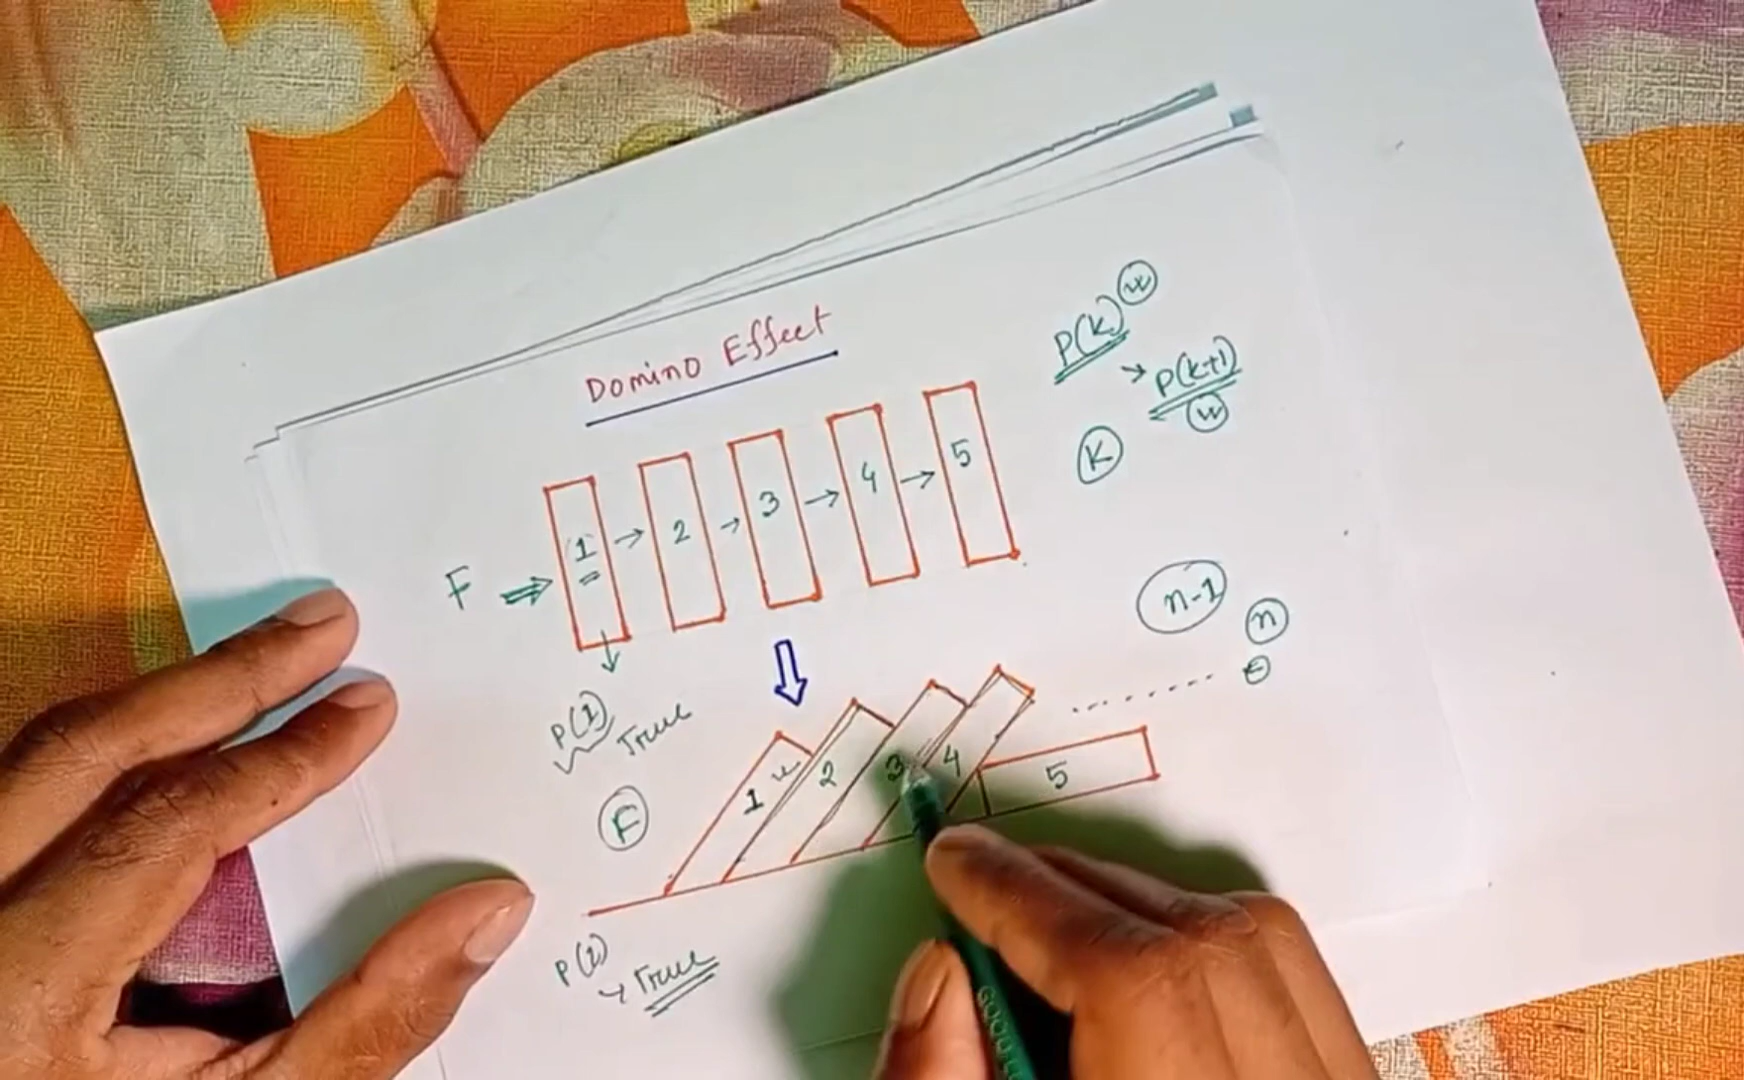 Domino Effect
P(k) w
→ P(k+1)
w
K
F ⇒ 1 → 2 → 3 → 4 → 5
n-1
n
P(1) True
F
1 2 3 4 5
P(1)
→ True